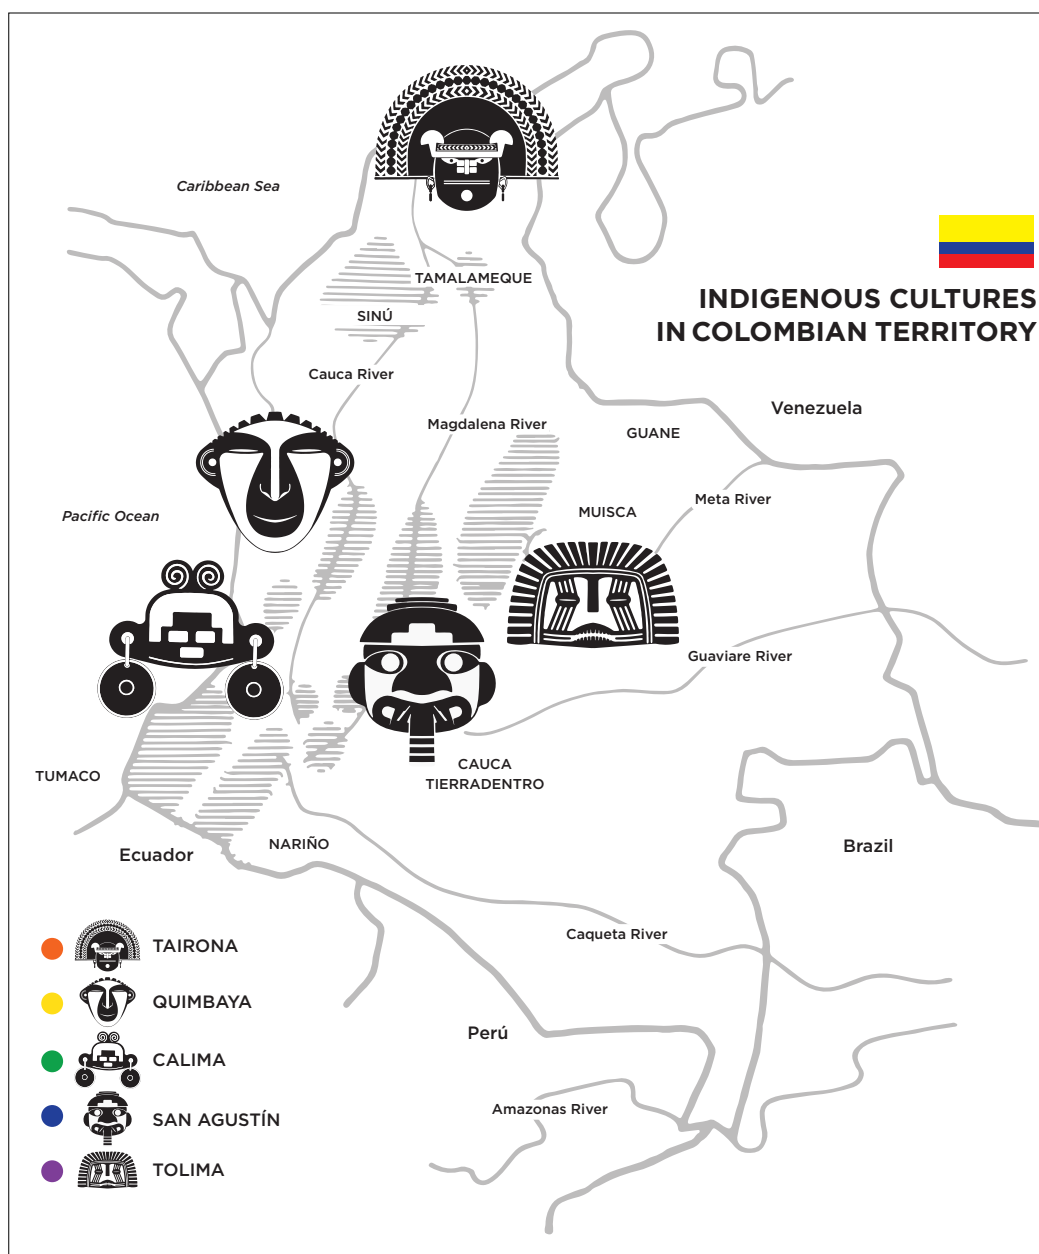 Caribbean Sea
TAMALAMEQUE
INDIGENOUS CULTURES
IN COLOMBIAN TERRITORY
SINÚ
Cauca River
Venezuela
Magdalena River
GUANE
Meta River
Pacific Ocean
MUISCA
Guaviare River
CAUCA
TIERRADENTRO
TUMACO
NARIÑO
Ecuador
Brazil
Caqueta River
Perú
Amazonas River
TAIRONA
QUIMBAYA
CALIMA
SAN AGUSTÍN
TOLIMA